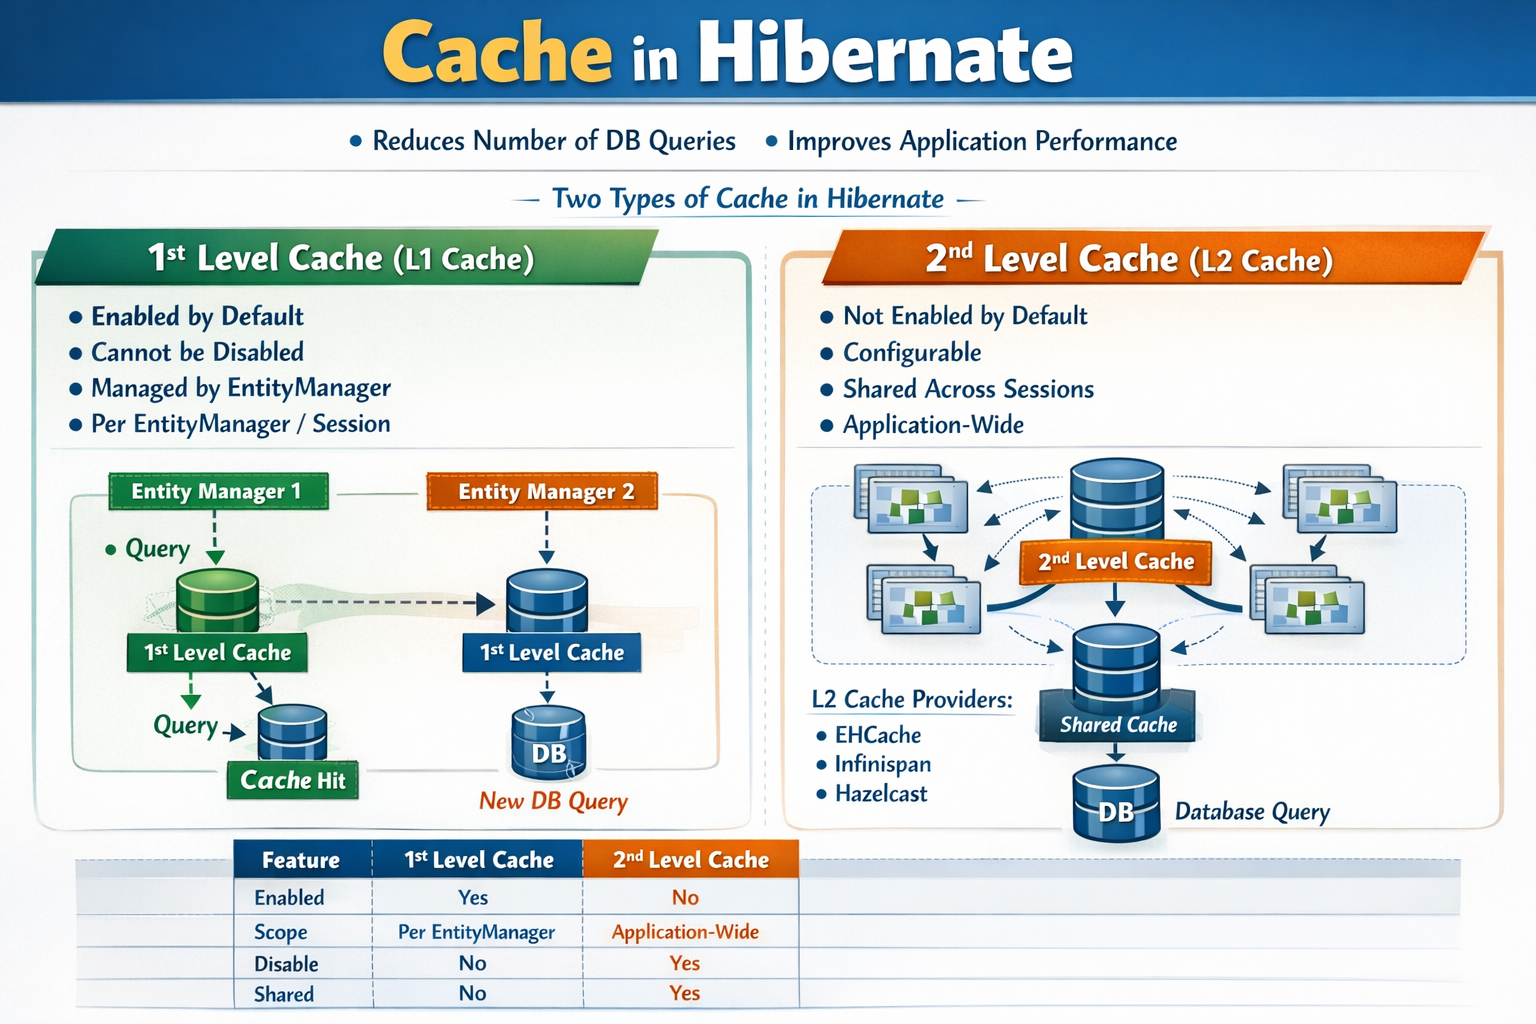 Cache in Hibernate
• Reduces Number of DB Queries • Improves Application Performance
Two Types of Cache in Hibernate
1st Level Cache (L1 Cache)
• Enabled by Default
• Cannot be Disabled
• Managed by EntityManager
• Per EntityManager / Session
Entity Manager 1
Entity Manager 2
• Query
1st Level Cache
1st Level Cache
Query
Cache Hit
DB
New DB Query
2nd Level Cache (L2 Cache)
• Not Enabled by Default
• Configurable
• Shared Across Sessions
• Application-Wide
2nd Level Cache
Shared Cache
L2 Cache Providers:
• EHCache
• Infinispan
• Hazelcast
DB
Database Query
Feature 1st Level Cache 2nd Level Cache
Enabled Yes No
Scope Per EntityManager Application-Wide
Disable No Yes
Shared No Yes